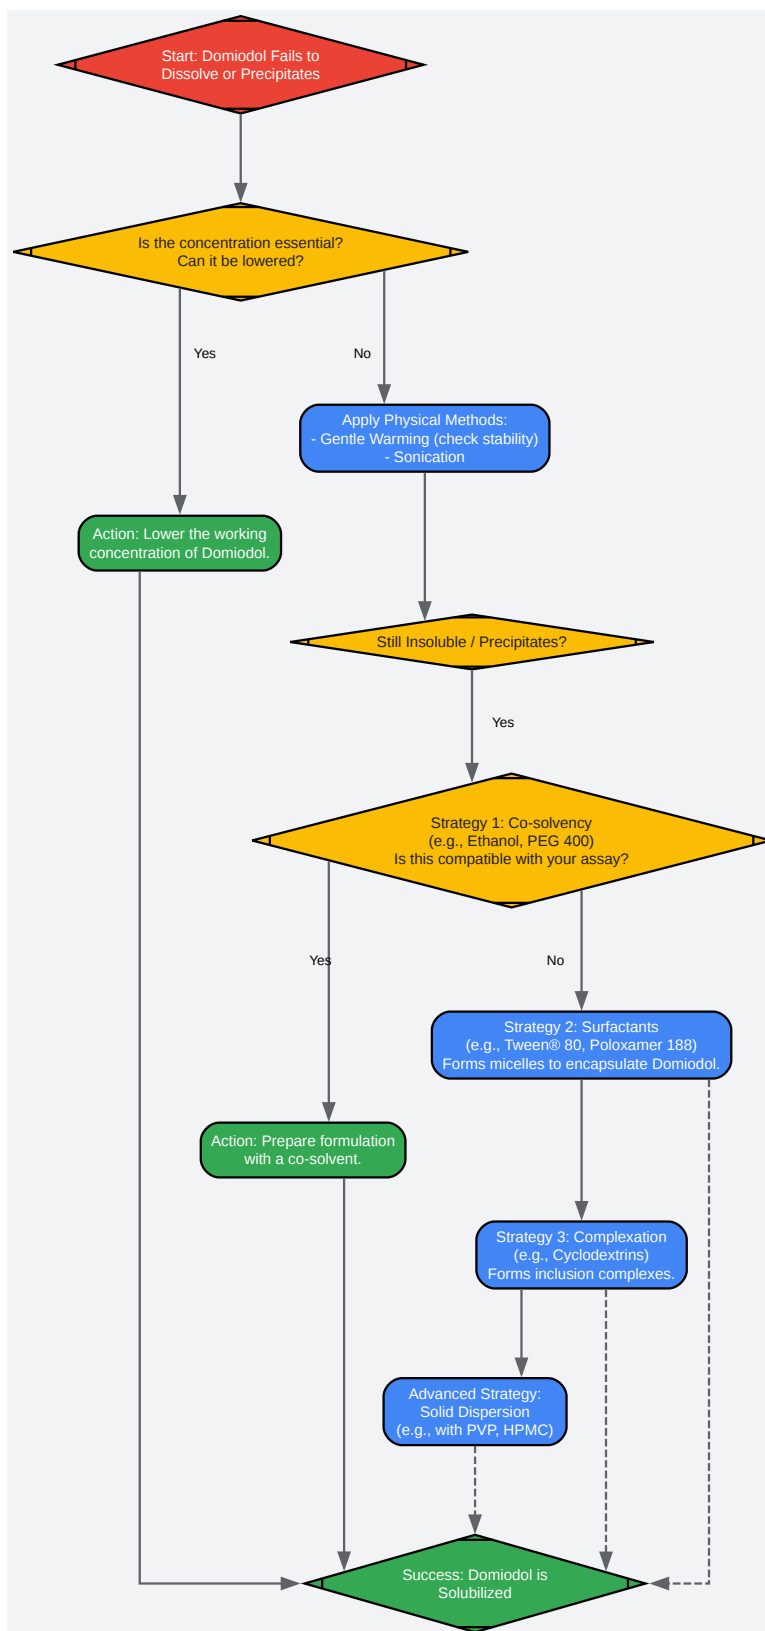 Start: Domiodol Fails to
Dissolve or Precipitates
Is the concentration essential?
Can it be lowered?
Yes
No
Apply Physical Methods:
- Gentle Warming (check stability)
- Sonication
Action: Lower the working
concentration of Domiodol.
Still Insoluble / Precipitates?
Yes
Strategy 1: Co-solvency
(e.g., Ethanol, PEG 400)
Is this compatible with your assay?
Yes
No
Strategy 2: Surfactants
(e.g., Tween® 80, Poloxamer 188)
Forms micelles to encapsulate Domiodol.
Action: Prepare formulation
with a co-solvent.
Strategy 3: Complexation
(e.g., Cyclodextrins)
Forms inclusion complexes.
Advanced Strategy:
Solid Dispersion
(e.g., with PVP, HPMC)
Success: Domiodol is
Solubilized